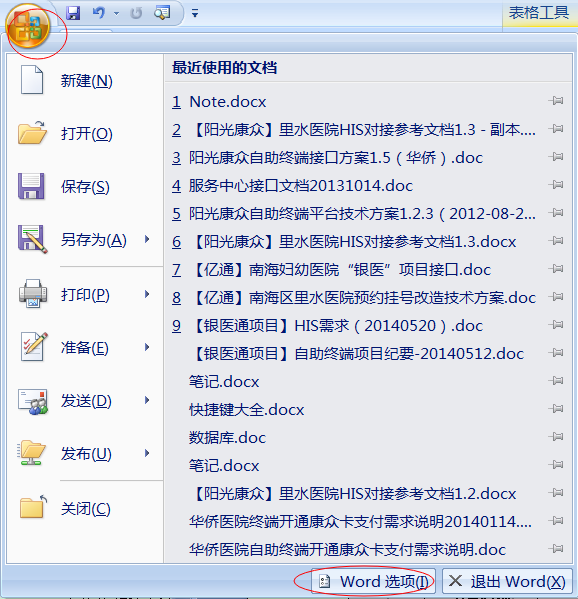 表格工具
最近使用的文档
新建(N)
打开(O)
保存(S)
另存为(A)
打印(P)
准备(E)
发送(D)
发布(U)
关闭(C)
1 Note.docx
2 【阳光康众】里水医院HIS对接参考文档1.3 - 副本....
3 阳光康众自助终端接口方案1.5（华侨）.doc
4 服务中心接口文档20131014.doc
5 阳光康众自助终端平台技术方案1.2.3（2012-08-2...
6 【阳光康众】里水医院HIS对接参考文档1.3.docx
7 【亿通】南海妇幼医院“银医”项目接口.doc
8 【亿通】南海区里水医院预约挂号改造技术方案.doc
9 【银医通项目】HIS需求（20140520）.doc
【银医通项目】自助终端项目纪要-20140512.doc
笔记.docx
快捷键大全.docx
数据库.doc
笔记.docx
【阳光康众】里水医院HIS对接参考文档1.2.docx
华侨医院终端开通康众卡支付需求说明20140114....
华侨医院自助终端开通康众卡支付需求说明.doc
Word 选项(I)
退出 Word(X)